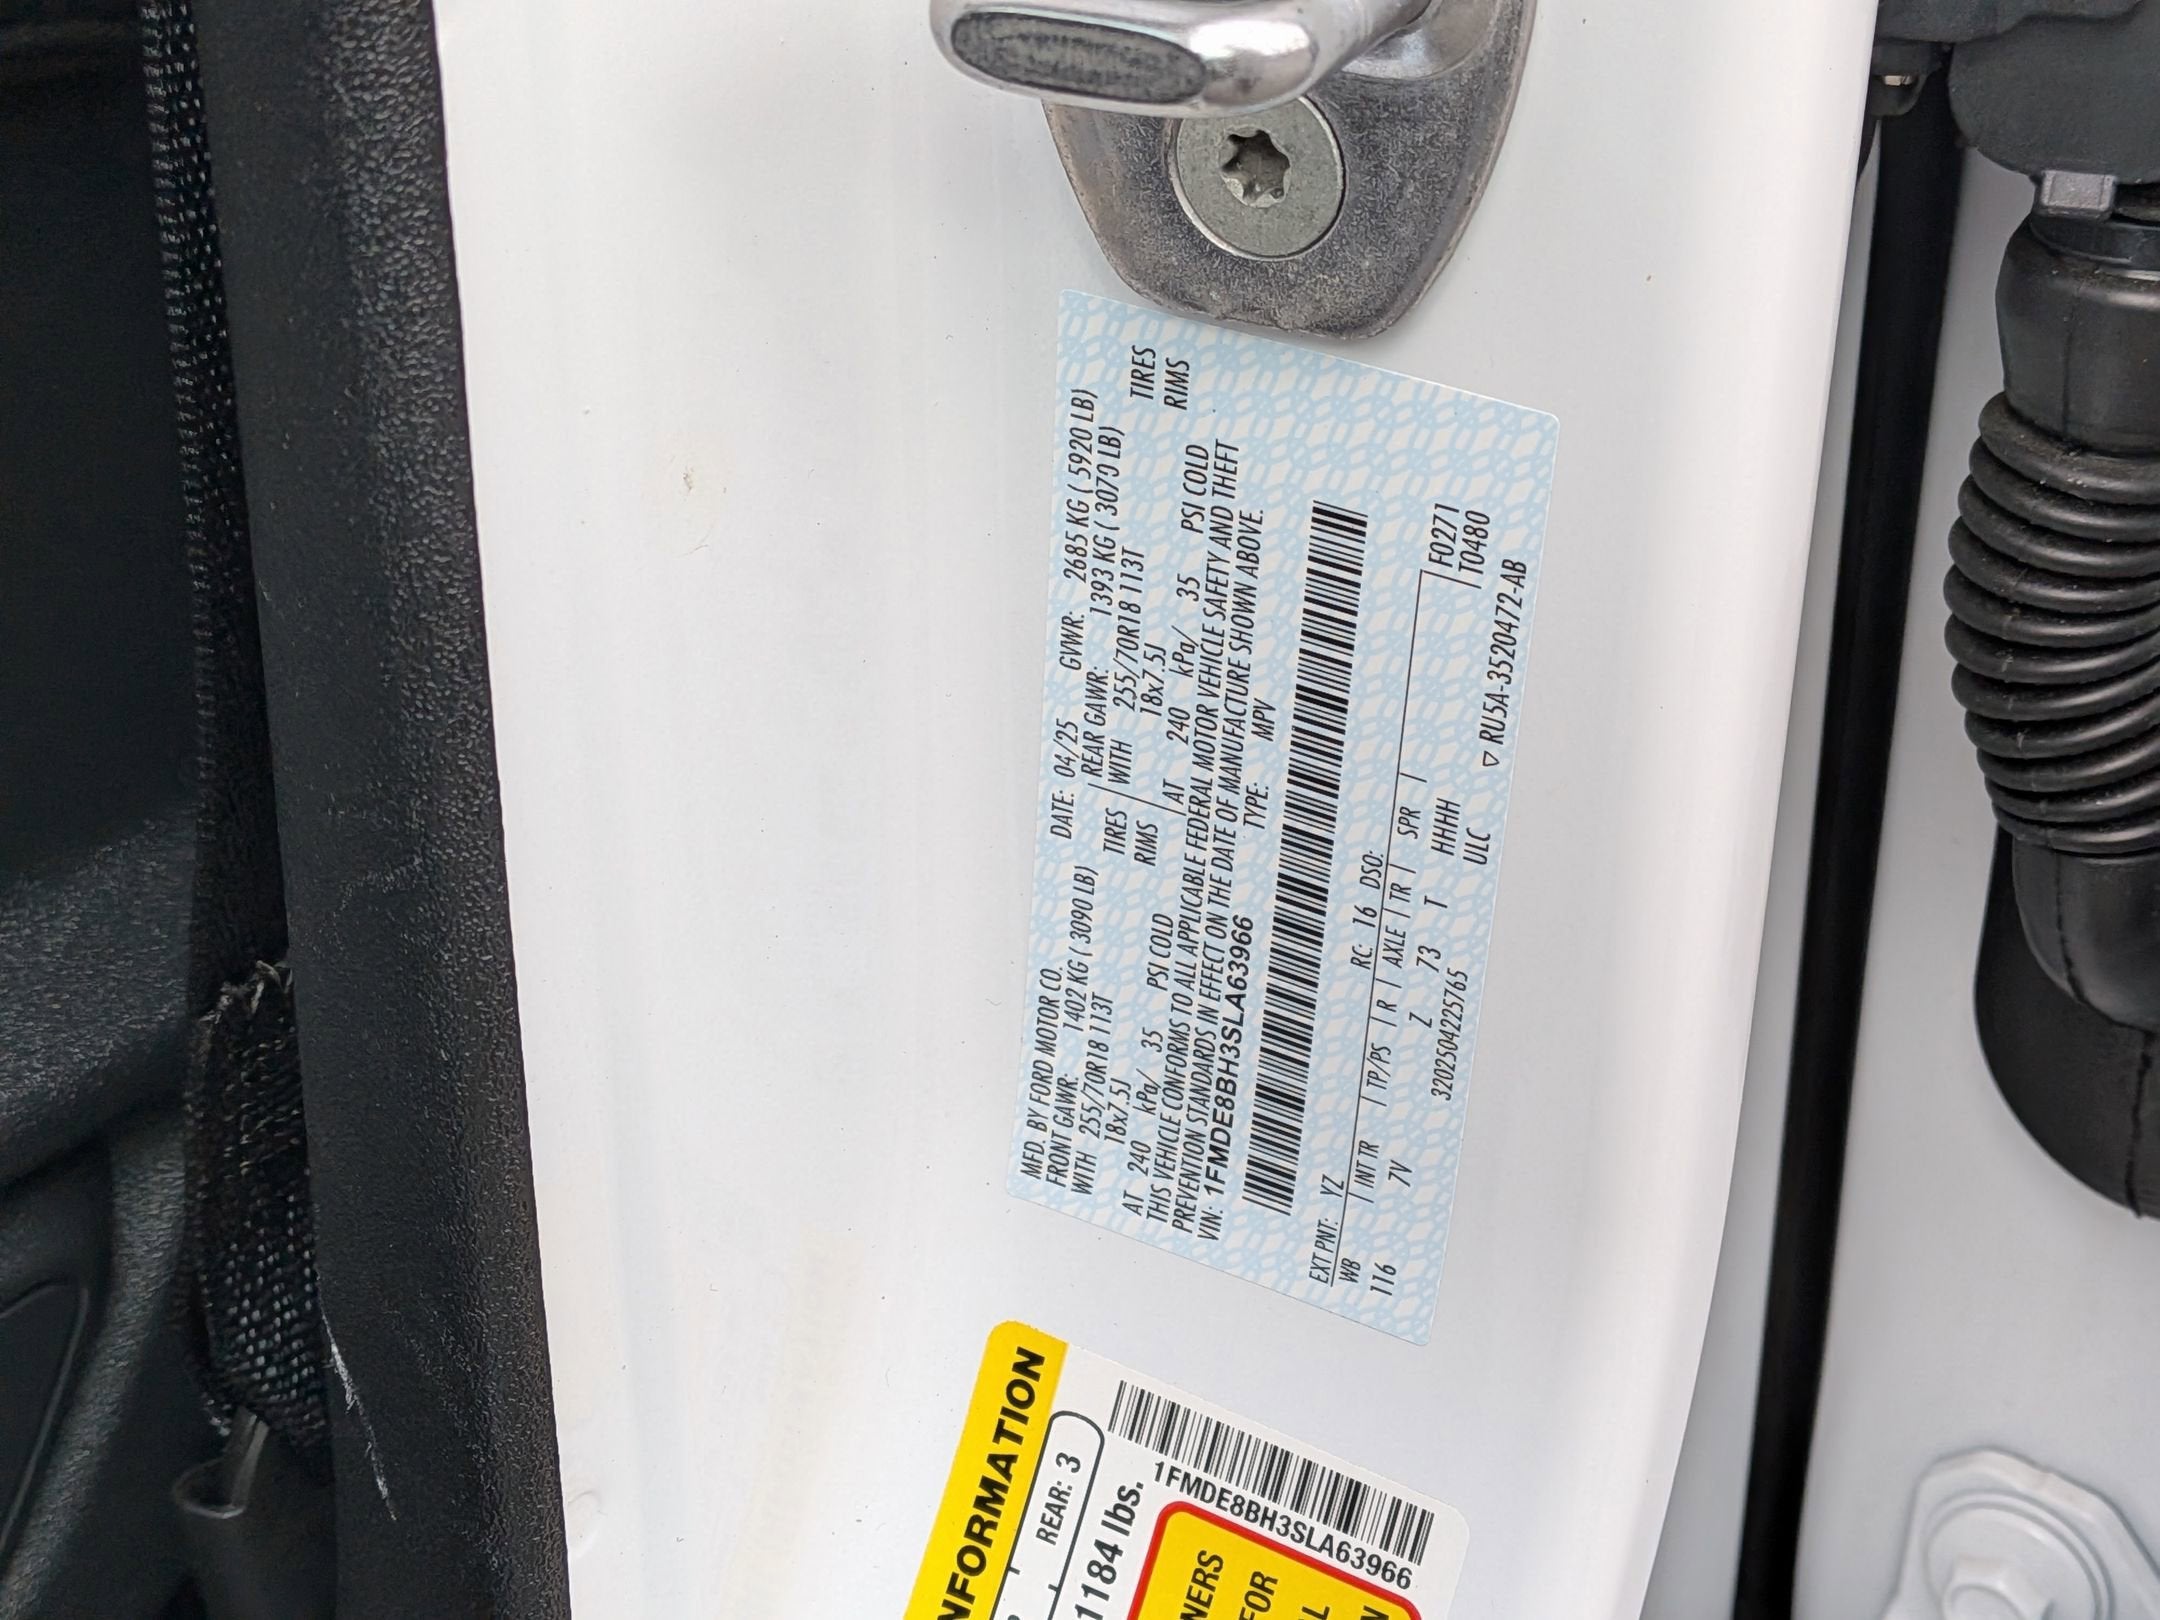 MFD. BY FORD MOTOR CO. DATE: 04/25 GVWR: 2685 KG ( 5920 LB)
FRONT GAWR: 1402 KG ( 3090 LB) REAR GAWR: 1393 KG ( 3070 LB)
WITH 255/70R18 113T TIRES WITH 255/70R18 113T TIRES
18x7.5J RIMS 18x7.5J RIMS
AT 240 kPa/ 35 PSI COLD AT 240 kPa/ 35 PSI COLD
THIS VEHICLE CONFORMS TO ALL APPLICABLE FEDERAL MOTOR VEHICLE SAFETY AND THEFT
PREVENTION STANDARDS IN EFFECT ON THE DATE OF MANUFACTURE SHOWN ABOVE.
VIN: 1FMDE8BH3SLA63966 TYPE: MPV
EXT PNT: YZ RC: 16 DSO:
WB INT TR TP/PS R AXLE TR SPR F0271
116 7V Z 73 T HHHH T0480
3202504225765 ULC ▽ RU5A-3520472-AB
NFORMATION
REAR: 3
1184 lbs.
1FMDE8BH3SLA63966
NERS
FOR